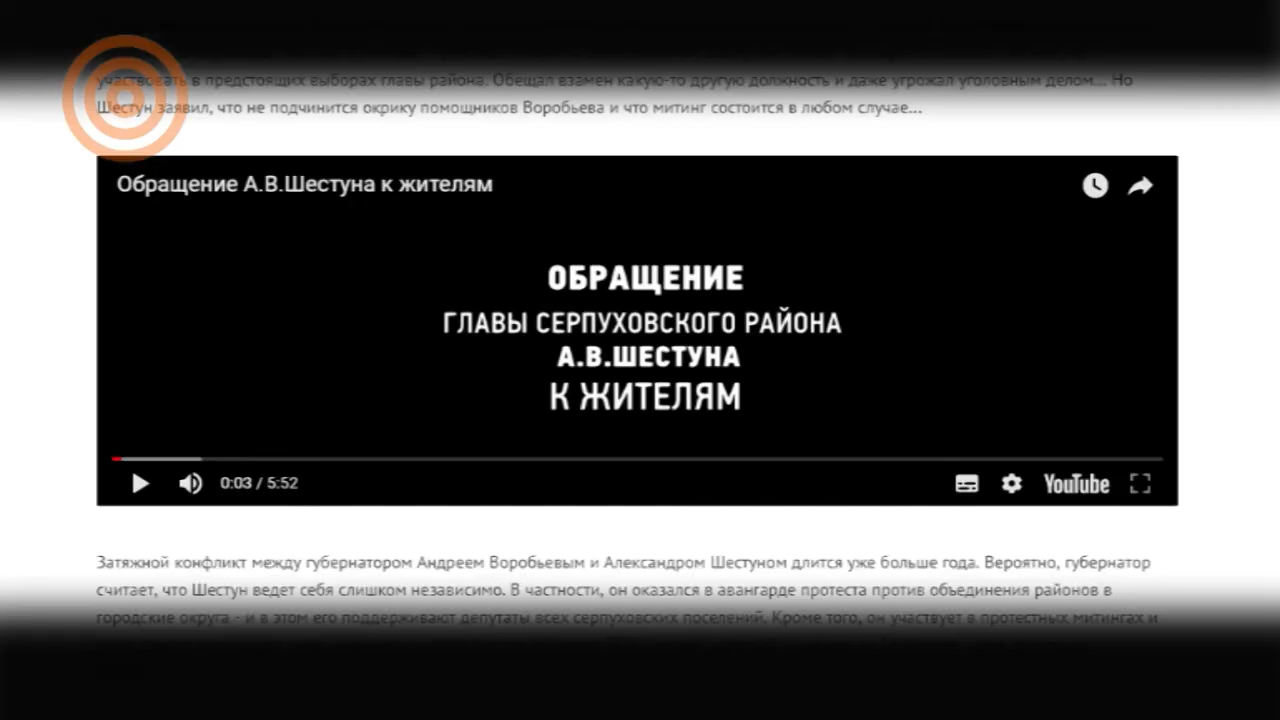 участвовать в предстоящих выборах главы района. Обещал взамен какую-то другую должность и даже угрожал уголовным делом... Но
Шестун заявил, что не подчинится окрику помощников Воробьева и что митинг состоится в любом случае...
Обращение А.В.Шестуна к жителям
ОБРАЩЕНИЕ
ГЛАВЫ СЕРПУХОВСКОГО РАЙОНА
А.В.ШЕСТУНА
К ЖИТЕЛЯМ
0:03 / 5:52
YouTube
Затяжной конфликт между губернатором Андреем Воробьевым и Александром Шестуном длится уже больше года. Вероятно, губернатор
считает, что Шестун ведет себя слишком независимо. В частности, он оказался в авангарде протеста против объединения районов в
городские округа - и в этом его поддерживают депутаты всех серпуховских поселений. Кроме того, он участвует в протестных митингах и